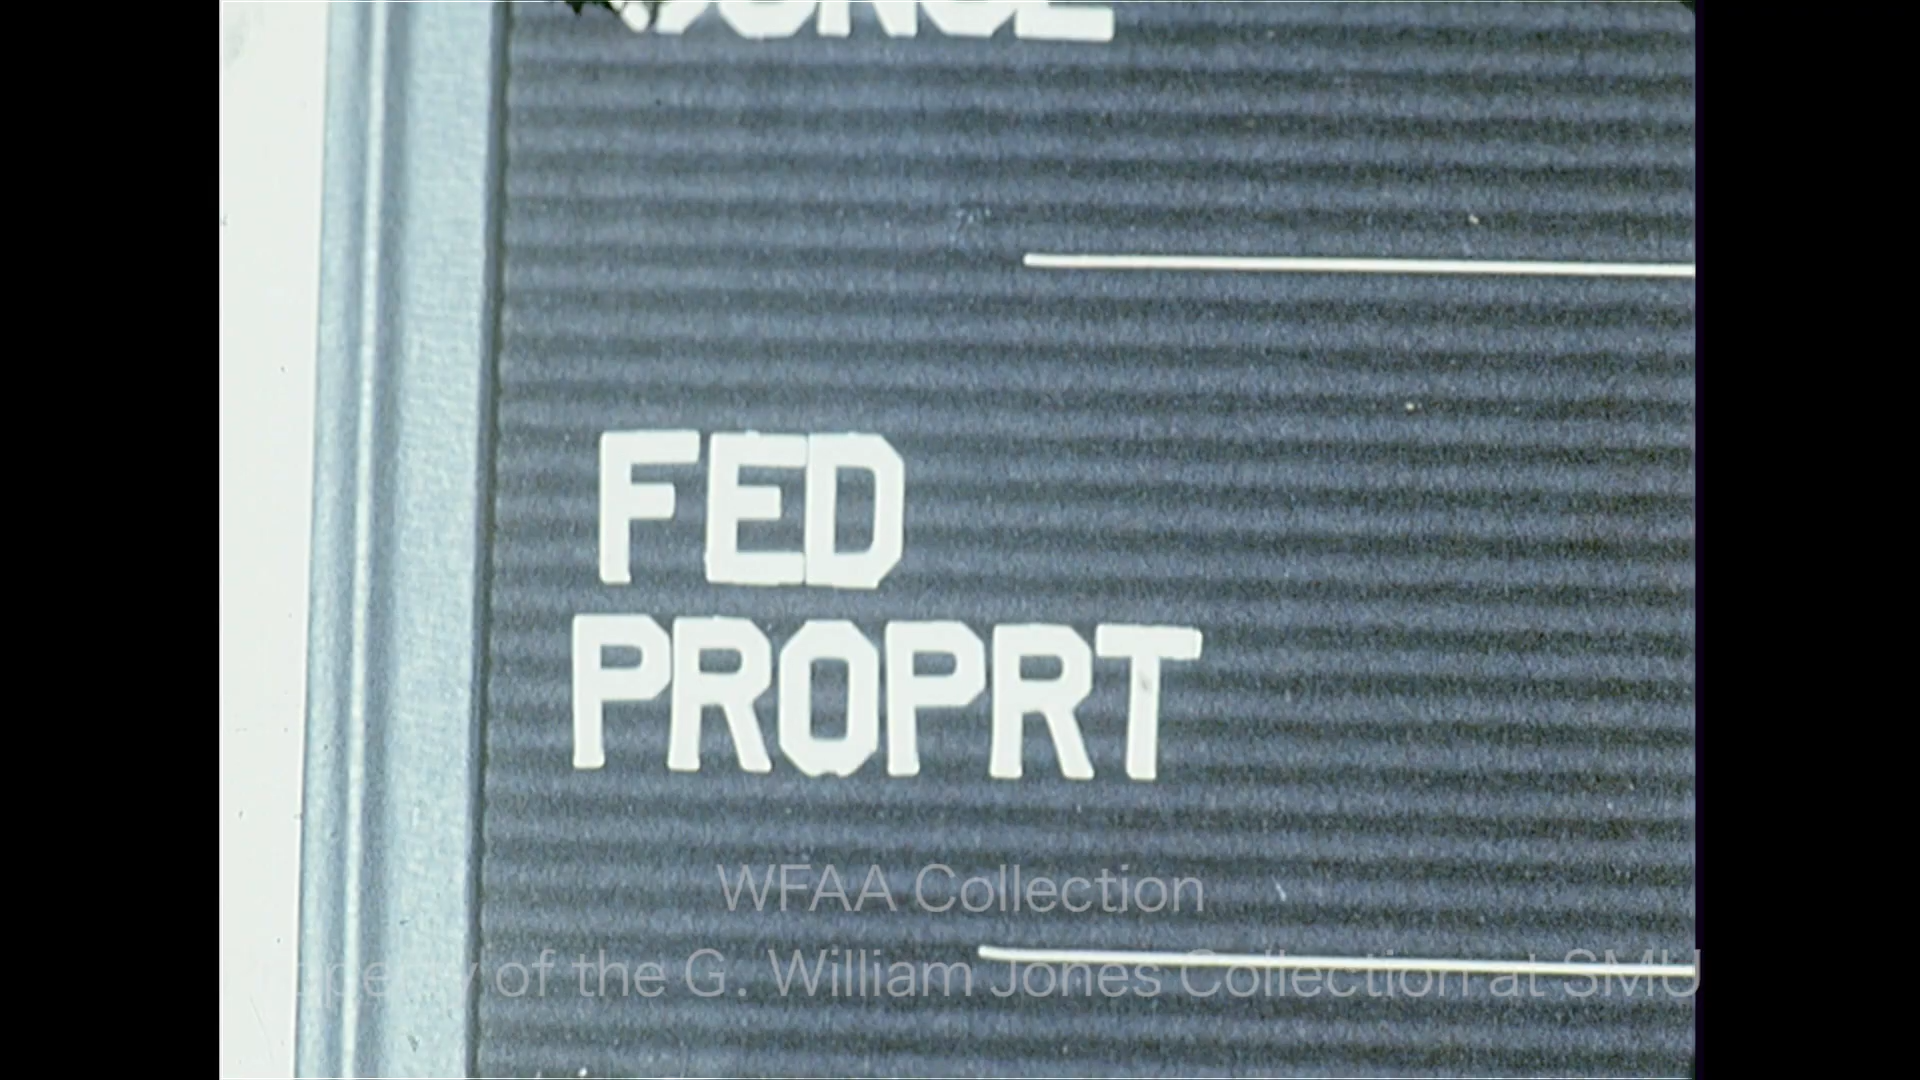 FED
PROPRT
WFAA Collection
of the G. William Jones Collection at SMU